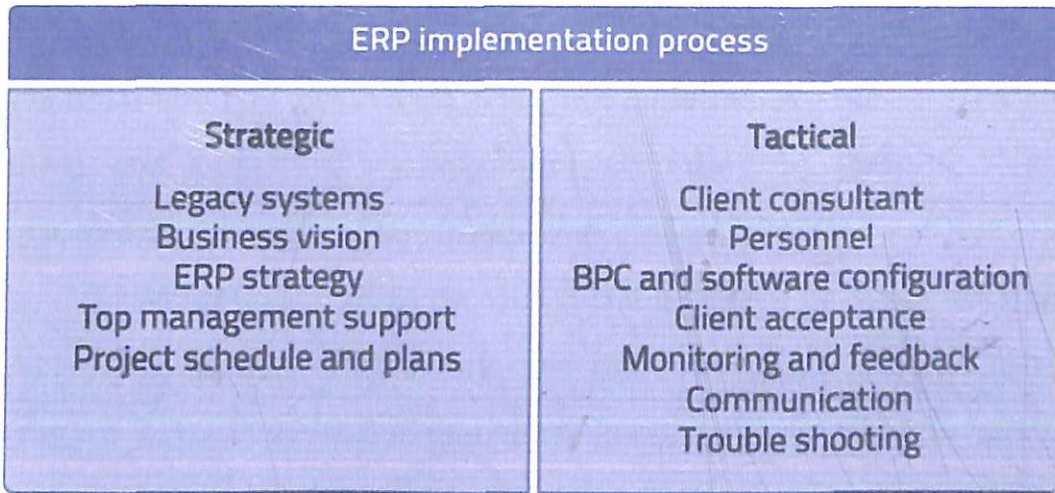 ERP implementation process
Strategic
Legacy systems
Business vision
ERP strategy
Top management support
Project schedule and plans
Tactical
Client consultant
Personnel
BPC and software configuration
Client acceptance
Monitoring and feedback
Communication
Trouble shooting